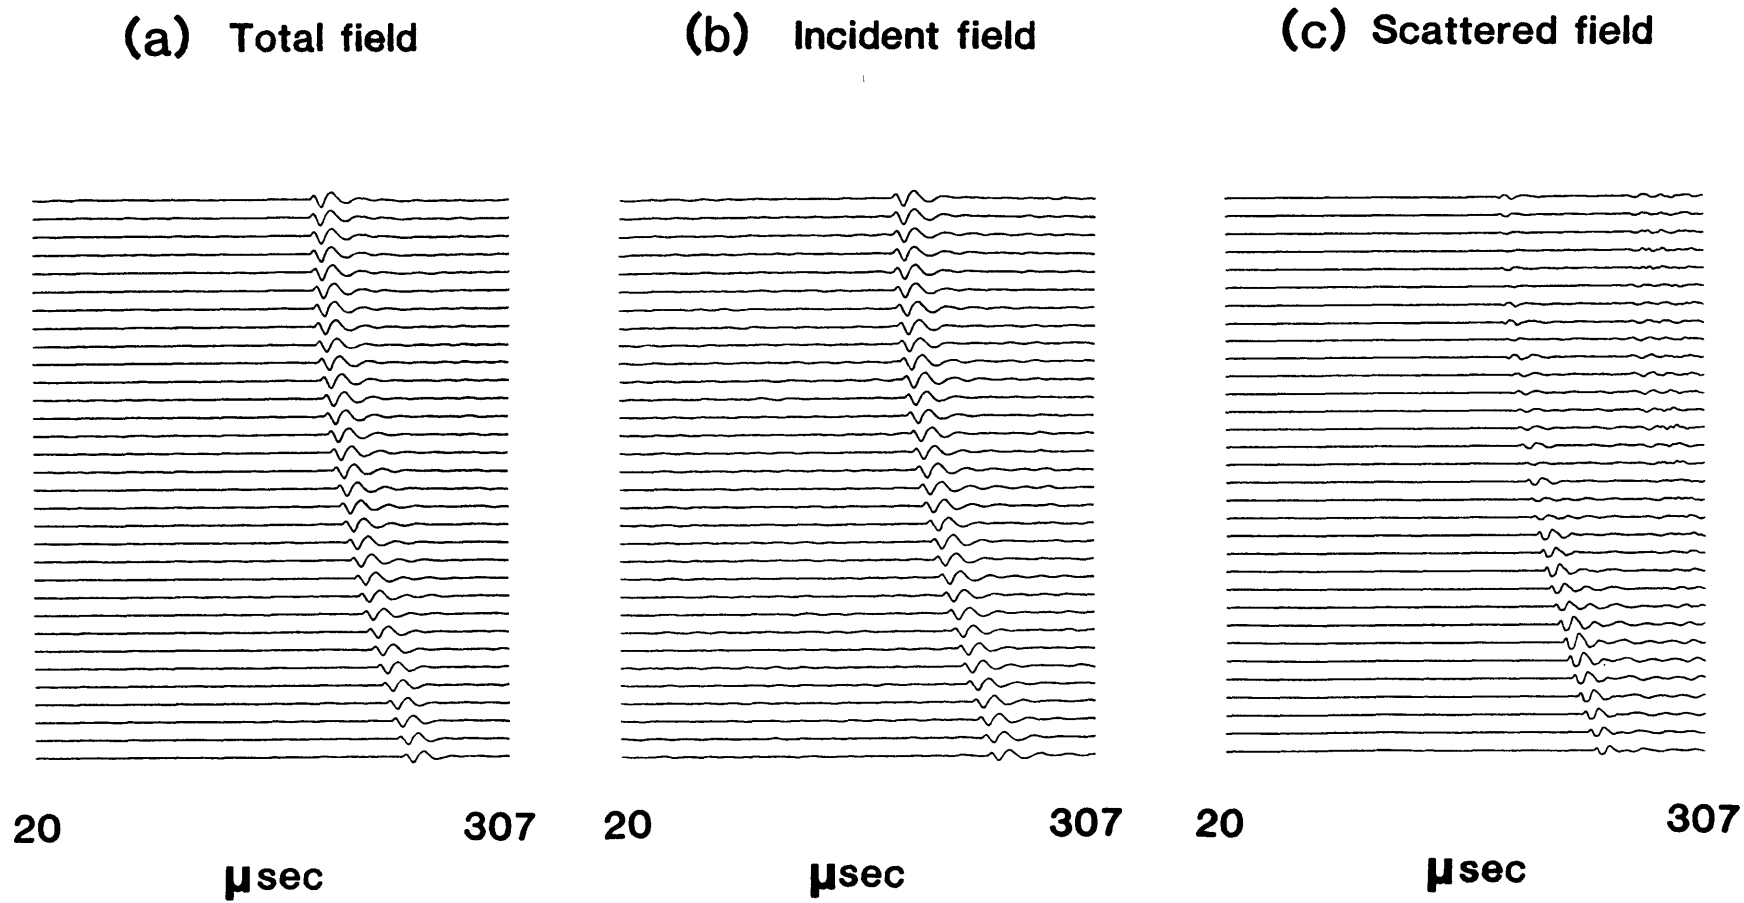 (a) Total field
(b) Incident field
(c) Scattered field
20 307
μsec
20 307
μsec
20 307
μsec